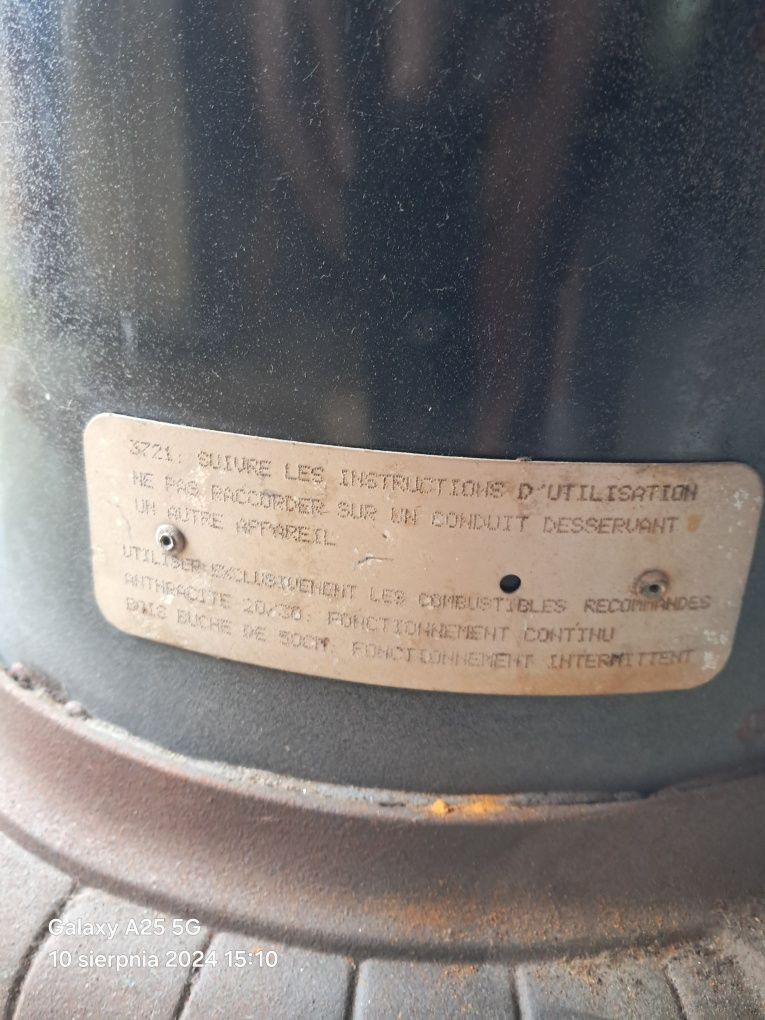 3721: SUIVRE LES INSTRUCTIONS D'UTILISATION
NE PAS RACCORDER SUR UN CONDUIT DESSERVANT
UN AUTRE APPAREIL
UTILISER EXCLUSIVEMENT LES COMBUSTIBLES RECOMMANDES
ANTHRACITE 20/30: FONCTIONNEMENT CONTINU
BOIS BUCHE DE 50CM: FONCTIONNEMENT INTERMITTENT
Galaxy A25 5G
10 sierpnia 2024 15:10